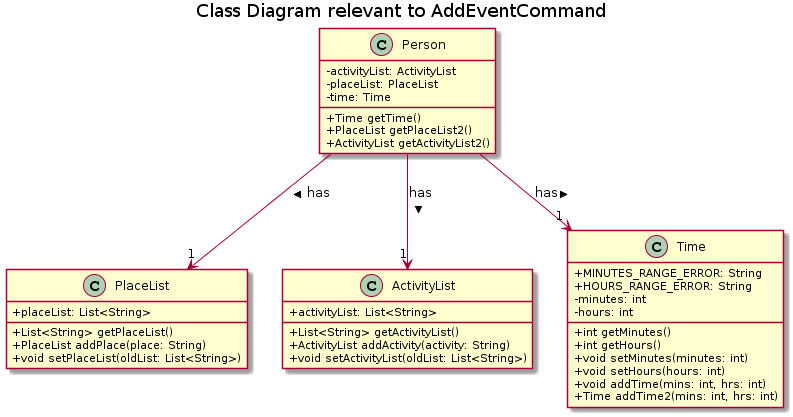 Class Diagram relevant to AddEventCommand
C Person
-activityList: ActivityList
-placeList: PlaceList
-time: Time
+Time getTime()
+PlaceList getPlaceList2()
+ActivityList getActivityList2()
has
has
has
1
1
1
C PlaceList
+placeList: List<String>
+List<String> getPlaceList()
+PlaceList addPlace(place: String)
+void setPlaceList(oldList: List<String>)
C ActivityList
+activityList: List<String>
+List<String> getActivityList()
+ActivityList addActivity(activity: String)
+void setActivityList(oldList: List<String>)
C Time
+MINUTES_RANGE_ERROR: String
+HOURS_RANGE_ERROR: String
-minutes: int
-hours: int
+int getMinutes()
+int getHours()
+void setMinutes(minutes: int)
+void setHours(hours: int)
+void addTime(mins: int, hrs: int)
+Time addTime2(mins: int, hrs: int)